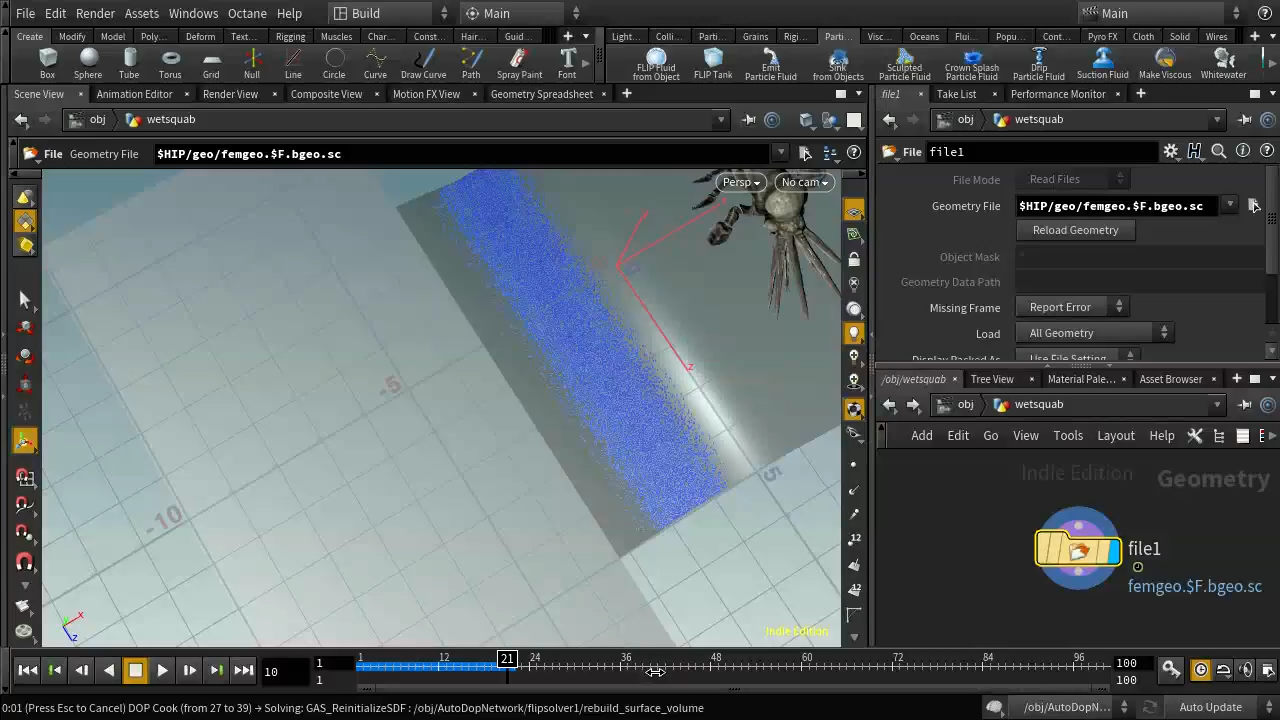 File Edit Render Assets Windows Octane Help Build Main Main
Create Modify Model Poly... Deform Text... Rigging Muscles Char... Const... Hair... Guid... Light... Colli... Parti... Grains Rig... Parti... Visc... Oceans Flui... Popu... Cont... Pyro FX Cloth Solid Wires
Box Sphere Tube Torus Grid Null Line Circle Curve Draw Curve Path Spray Paint Font
FLIP Fluid from Object FLIP Tank Emit Particle Fluid Sink from Objects Sculpted Particle Fluid Crown Splash Particle Fluid Drip Particle Fluid Suction Fluid Make Viscous Whitewater
Scene View Animation Editor Render View Composite View Motion FX View Geometry Spreadsheet
file1 Take List Performance Monitor
obj wetsquab
obj wetsquab
File Geometry File $HIP/geo/femgeo.$F.bgeo.sc
File file1
Persp No cam
File Mode Read Files
Geometry File $HIP/geo/femgeo.$F.bgeo.sc
Reload Geometry
Object Mask *
Geometry Data Path
Missing Frame Report Error
Load All Geometry
Display Packed As Use File Setting
/obj/wetsquab Tree View Material Pale... Asset Browser
obj wetsquab
Add Edit Go View Tools Layout Help
Indie Edition Geometry
file1
femgeo.$F.bgeo.sc
z
-5
5
-10
12
12
x
y
z
Indie Edition
10
1
1
1 12 21 24 36 48 60 72 84 96
100
100
0:01 (Press Esc to Cancel) DOP Cook (from 27 to 39) → Solving: GAS_ReinitializeSDF : /obj/AutoDopNetwork/flipsolver1/rebuild_surface_volume
/obj/AutoDopN... Auto Update